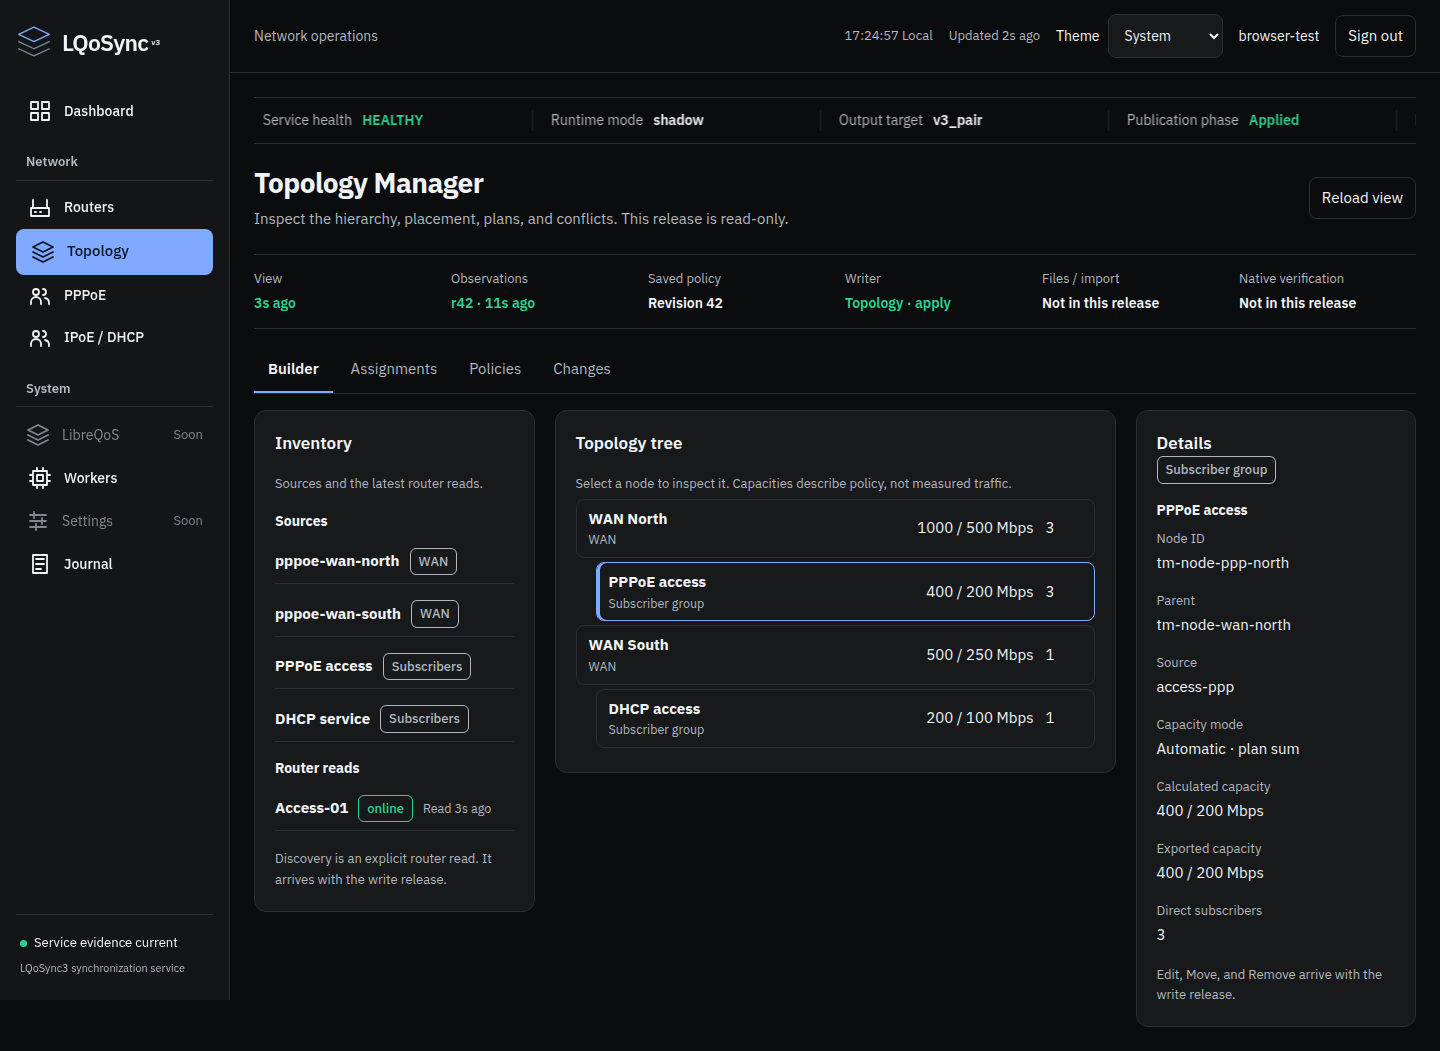 LQoSync v3
Dashboard
Network
Routers
Topology
PPPoE
IPoE / DHCP
System
LibreQoS Soon
Workers
Settings Soon
Journal
Service evidence current
LQoSync3 synchronization service
Network operations
17:24:57 Local Updated 2s ago Theme System browser-test Sign out
Service health HEALTHY Runtime mode shadow Output target v3_pair Publication phase Applied
Topology Manager
Inspect the hierarchy, placement, plans, and conflicts. This release is read-only.
Reload view
View
3s ago
Observations
r42 · 11s ago
Saved policy
Revision 42
Writer
Topology · apply
Files / import
Not in this release
Native verification
Not in this release
Builder Assignments Policies Changes
Inventory
Sources and the latest router reads.
Sources
pppoe-wan-north WAN
pppoe-wan-south WAN
PPPoE access Subscribers
DHCP service Subscribers
Router reads
Access-01 online Read 3s ago
Discovery is an explicit router read. It
arrives with the write release.
Topology tree
Select a node to inspect it. Capacities describe policy, not measured traffic.
WAN North
WAN
1000 / 500 Mbps 3
PPPoE access
Subscriber group
400 / 200 Mbps 3
WAN South
WAN
500 / 250 Mbps 1
DHCP access
Subscriber group
200 / 100 Mbps 1
Details
Subscriber group
PPPoE access
Node ID
tm-node-ppp-north
Parent
tm-node-wan-north
Source
access-ppp
Capacity mode
Automatic · plan sum
Calculated capacity
400 / 200 Mbps
Exported capacity
400 / 200 Mbps
Direct subscribers
3
Edit, Move, and Remove arrive with the
write release.